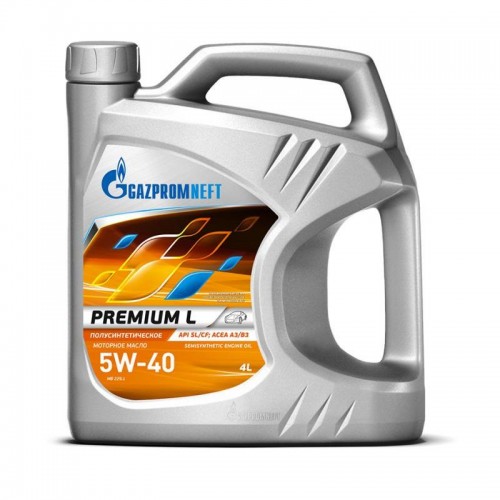 GAZPROMNEFT
PREMIUM L
ПОЛУСИНТЕТИЧЕСКОЕ
МОТОРНОЕ МАСЛО
API SL/CF; ACEA A3/B3
SEMISYNTHETIC ENGINE OIL
5W-40
4L